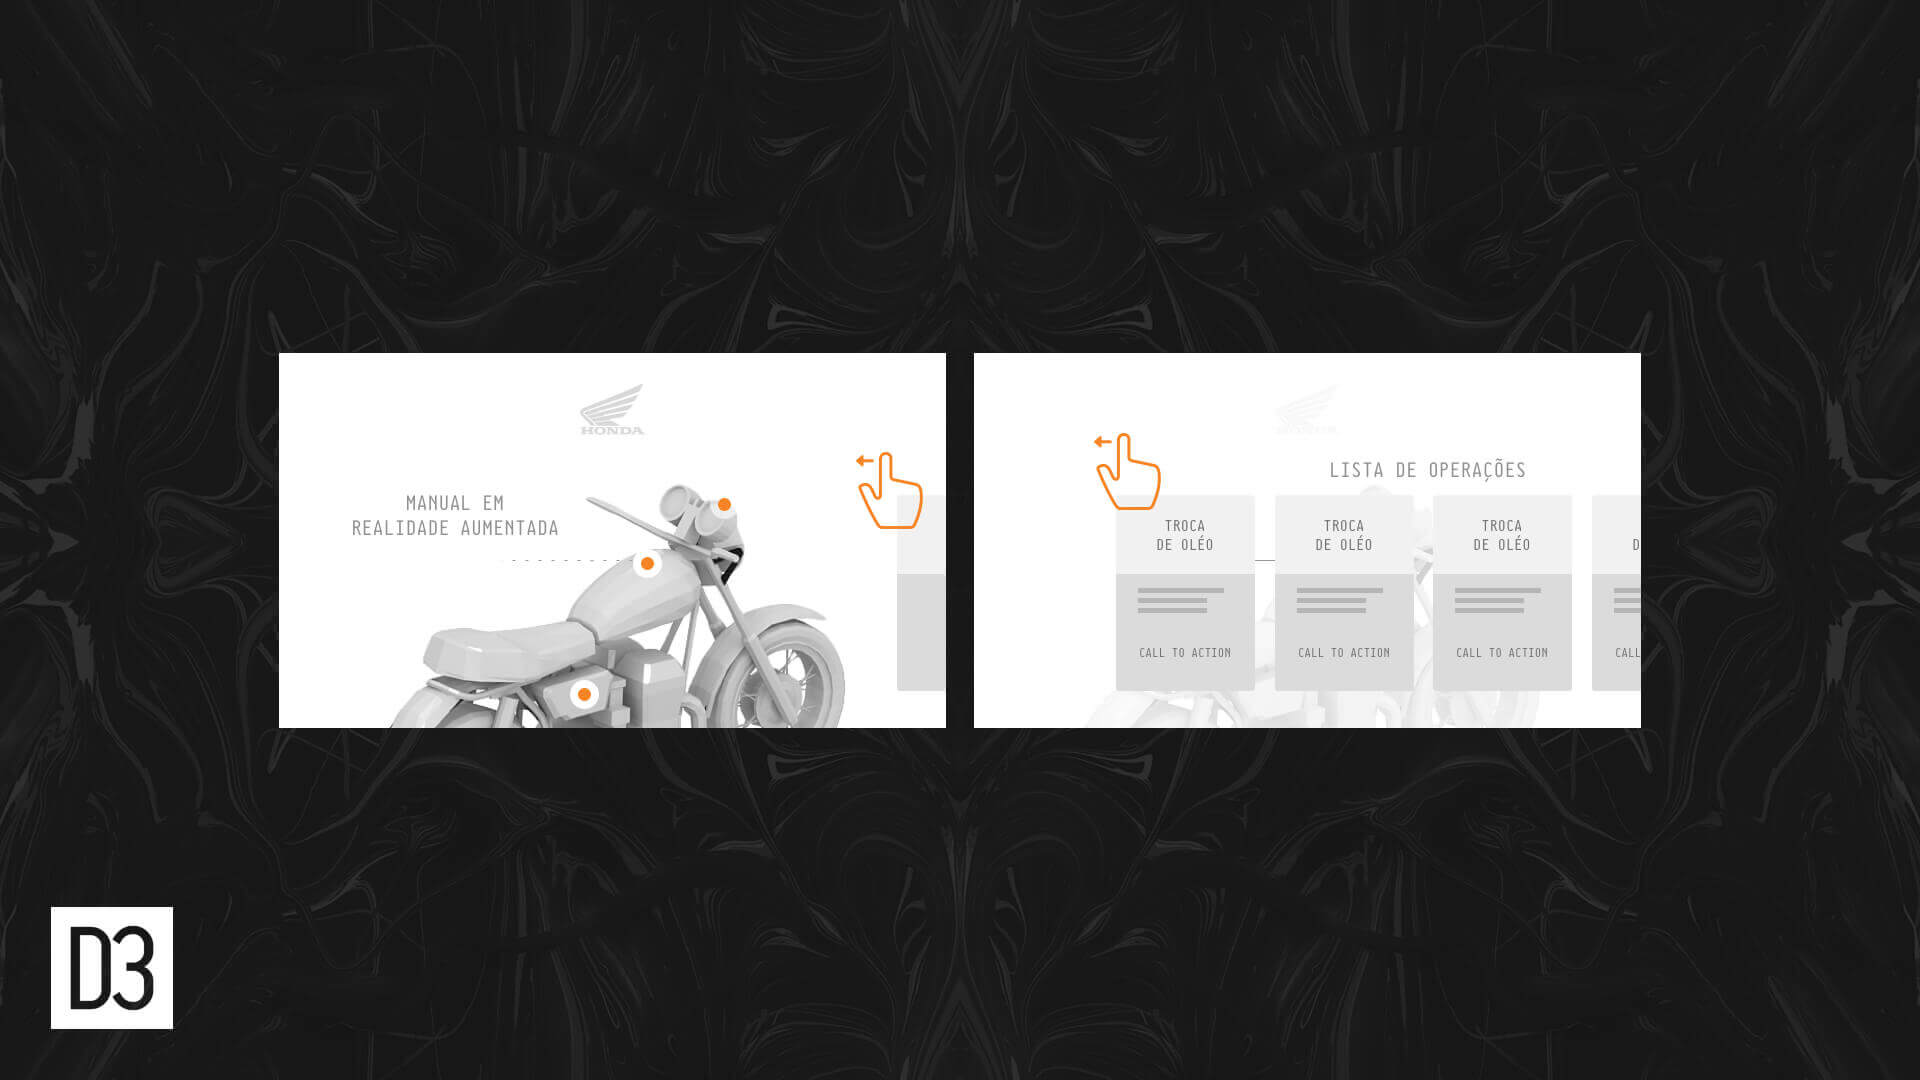 HONDA
MANUAL EM
REALIDADE AUMENTADA
LISTA DE OPERAÇÕES
TROCA
DE OLÉO
CALL TO ACTION
TROCA
DE OLÉO
CALL TO ACTION
TROCA
DE OLÉO
CALL TO ACTION
D
CALL
D3